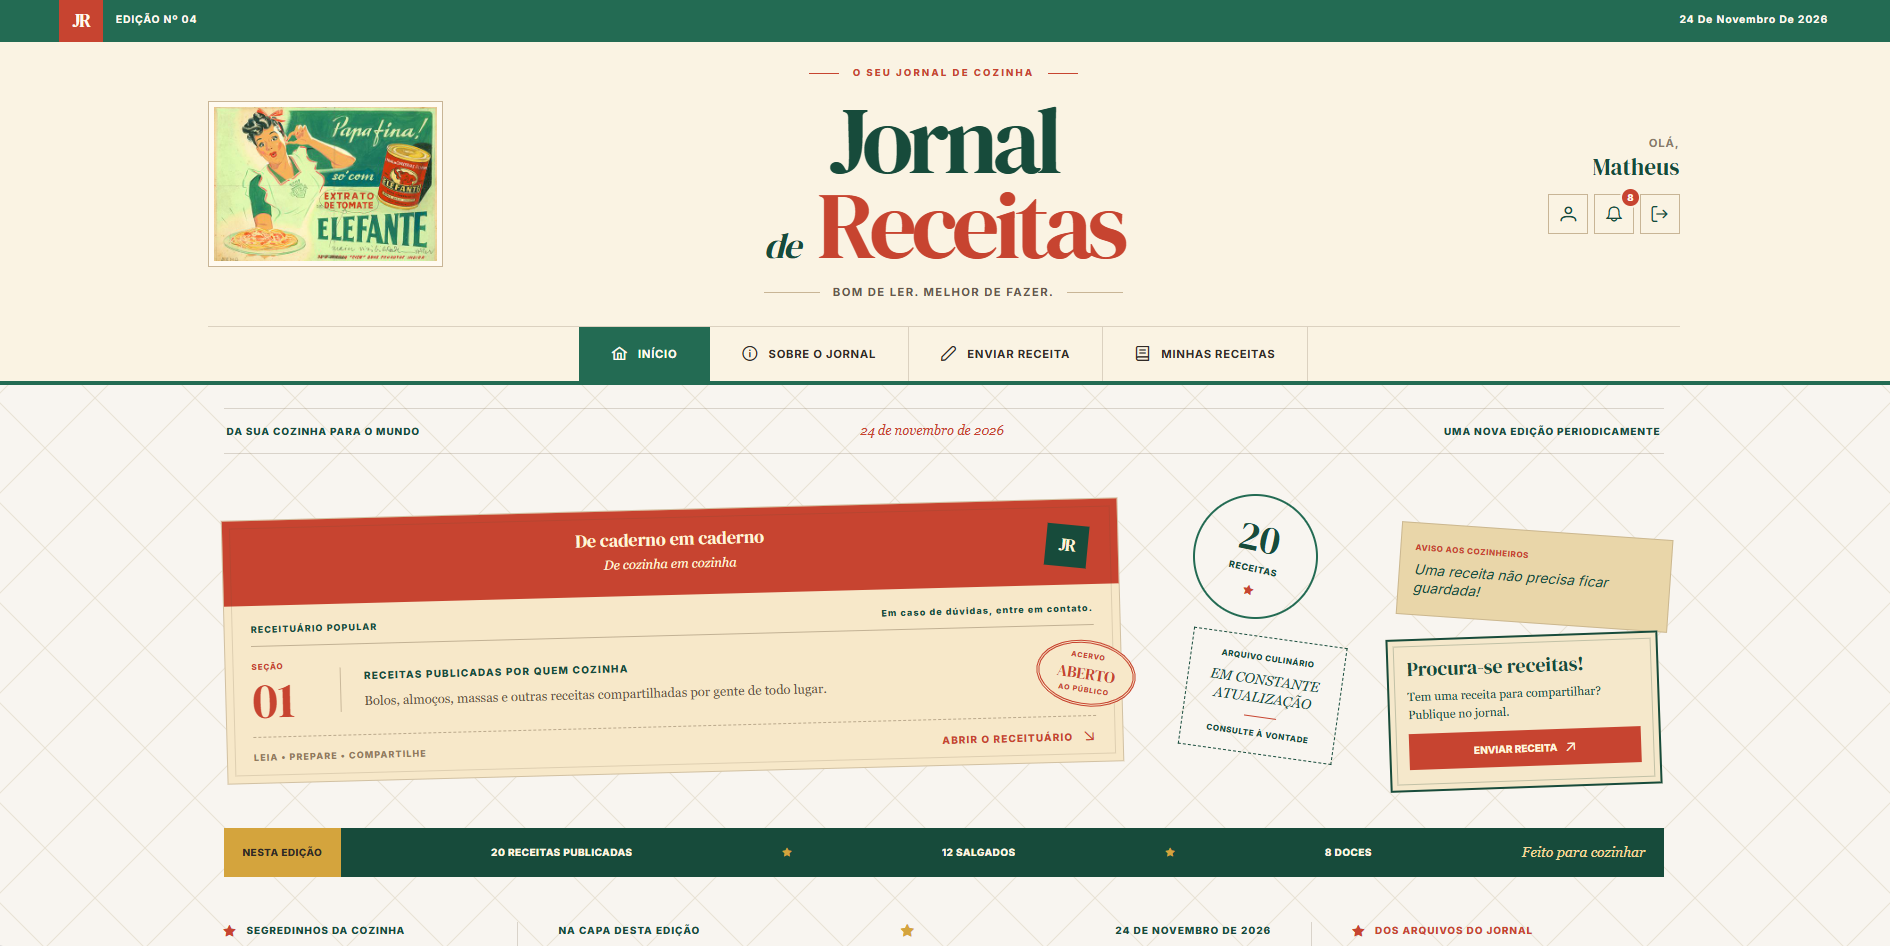 JR
EDIÇÃO Nº 04
24 De Novembro De 2026
O SEU JORNAL DE COZINHA
Papa fina!
só com
EXTRATO
DE TOMATE
ELEFANTE
Jornal
de Receitas
BOM DE LER. MELHOR DE FAZER.
OLÁ,
Matheus
8
INÍCIO
SOBRE O JORNAL
ENVIAR RECEITA
MINHAS RECEITAS
DA SUA COZINHA PARA O MUNDO
24 de novembro de 2026
UMA NOVA EDIÇÃO PERIODICAMENTE
De caderno em caderno
De cozinha em cozinha
JR
RECEITUÁRIO POPULAR
Em caso de dúvidas, entre em contato.
SEÇÃO
01
RECEITAS PUBLICADAS POR QUEM COZINHA
Bolos, almoços, massas e outras receitas compartilhadas por gente de todo lugar.
ACERVO
ABERTO
AO PÚBLICO
LEIA • PREPARE • COMPARTILHE
ABRIR O RECEITUÁRIO
20
RECEITAS
ARQUIVO CULINÁRIO
EM CONSTANTE
ATUALIZAÇÃO
CONSULTE À VONTADE
AVISO AOS COZINHEIROS
Uma receita não precisa ficar
guardada!
Procura-se receitas!
Tem uma receita para compartilhar?
Publique no jornal.
ENVIAR RECEITA
NESTA EDIÇÃO
20 RECEITAS PUBLICADAS
12 SALGADOS
8 DOCES
Feito para cozinhar
SEGREDINHOS DA COZINHA
NA CAPA DESTA EDIÇÃO
24 DE NOVEMBRO DE 2026
DOS ARQUIVOS DO JORNAL